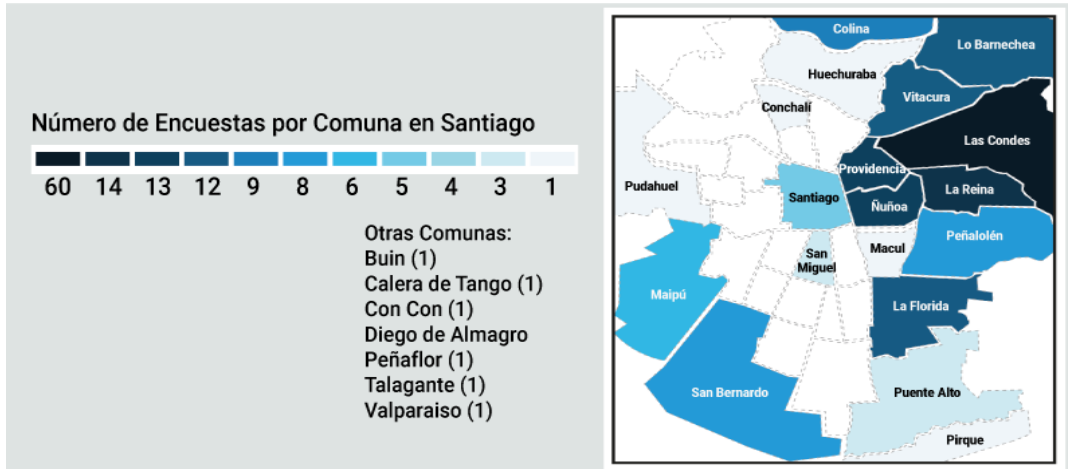 Número de Encuestas por Comuna en Santiago
60 14 13 12 9 8 6 5 4 3 1
Otras Comunas:
Buin (1)
Calera de Tango (1)
Con Con (1)
Diego de Almagro
Peñaflor (1)
Talagante (1)
Valparaiso (1)
Colina
Lo Barnechea
Huechuraba
Vitacura
Conchalí
Las Condes
Providencia
Pudahuel
La Reina
Santiago
Ñuñoa
Peñalolén
Macul
San
Miguel
Maipú
La Florida
San Bernardo
Puente Alto
Pirque